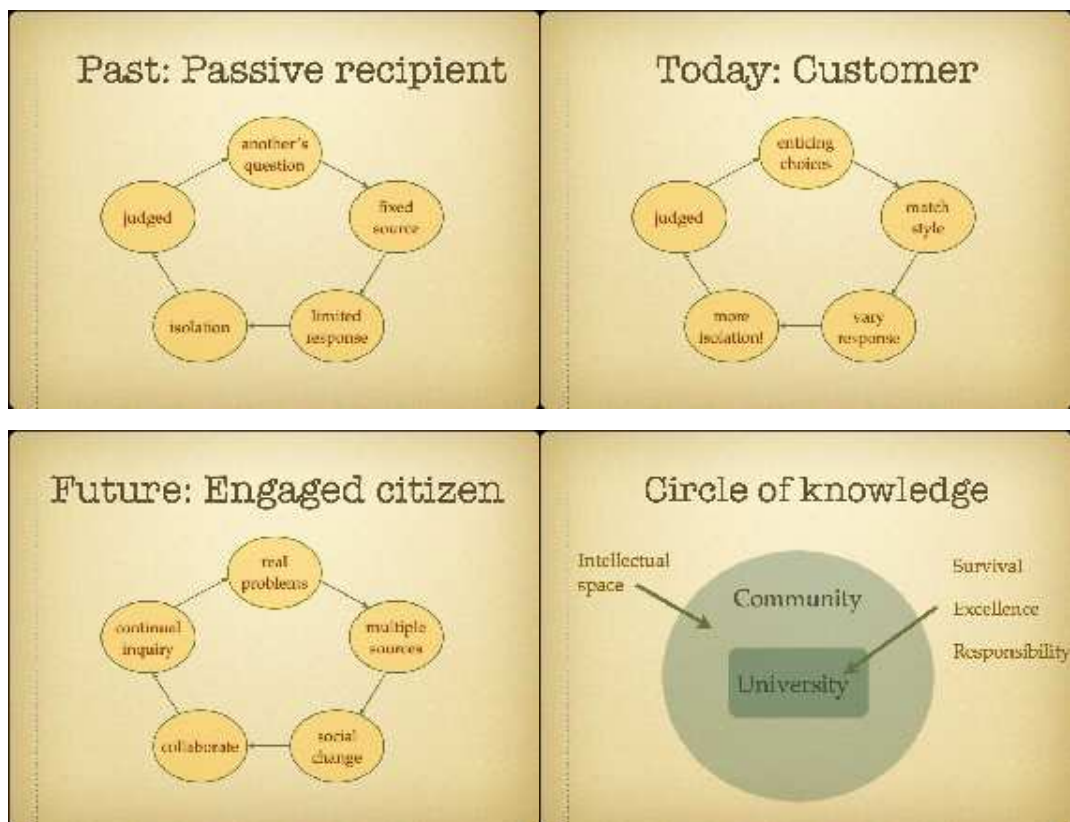 Past: Passive recipient
another's
question
fixed
source
limited
response
isolation
judged
Today: Customer
enticing
choices
match
style
vary
response
more
isolation!
judged
Future: Engaged citizen
real
problems
multiple
sources
social
change
collaborate
continual
inquiry
Circle of knowledge
Intellectual
space
Community
University
Survival
Excellence
Responsibility